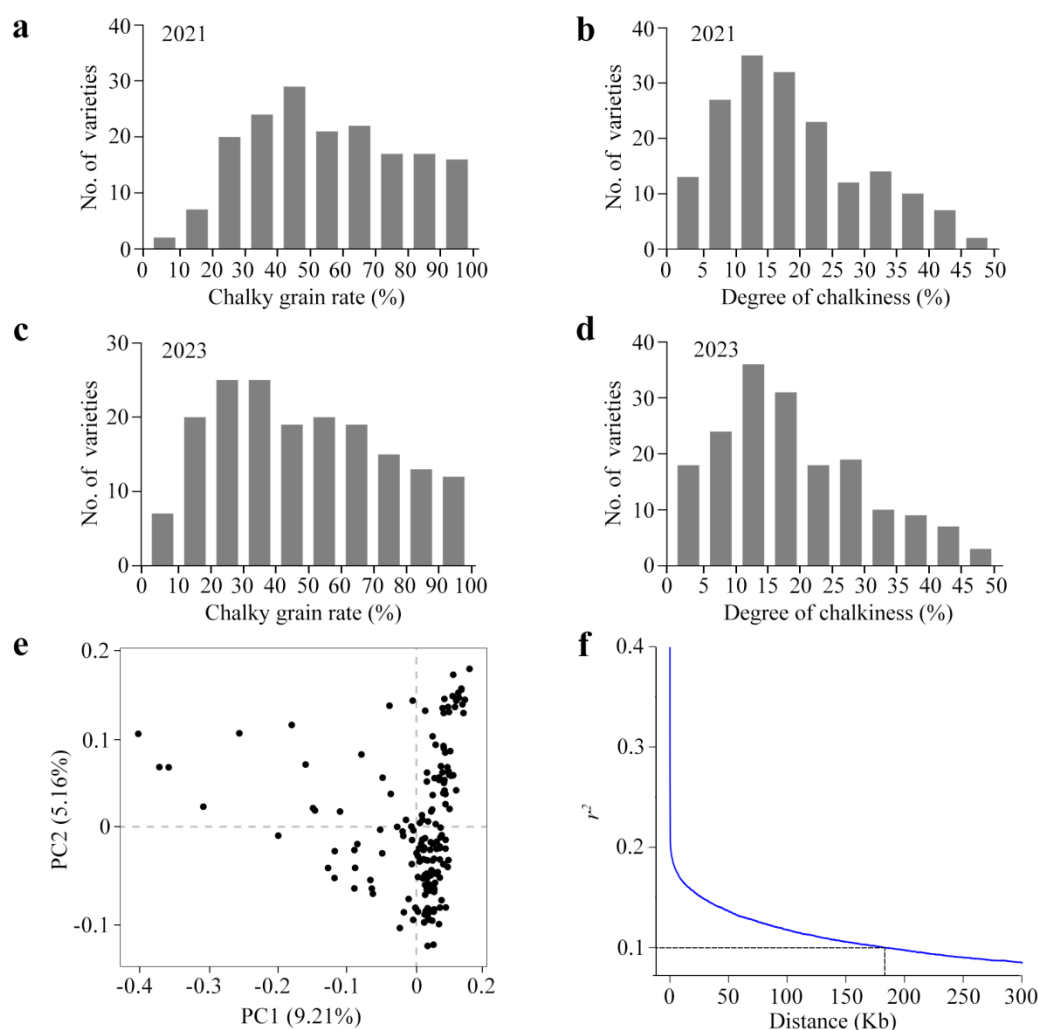 a
2021
40
30
20
10
0
No. of varieties
0 10 20 30 40 50 60 70 80 90 100
Chalky grain rate (%)
b
2021
40
30
20
10
0
No. of varieties
0 5 10 15 20 25 30 35 40 45 50
Degree of chalkiness (%)
c
2023
30
20
10
0
No. of varieties
0 10 20 30 40 50 60 70 80 90 100
Chalky grain rate (%)
d
2023
40
30
20
10
0
No. of varieties
0 5 10 15 20 25 30 35 40 45 50
Degree of chalkiness (%)
e
0.2
0.1
0
-0.1
PC2 (5.16%)
-0.4 -0.3 -0.2 -0.1 0 0.2
PC1 (9.21%)
f
0.4
0.3
0.2
0.1
r²
0 50 100 150 200 250 300
Distance (Kb)